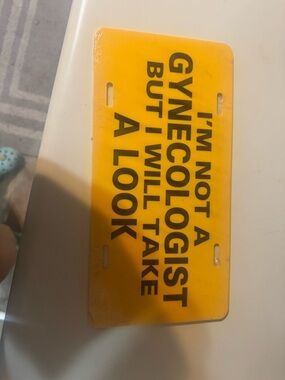 I'M NOT A
GYNECOLOGIST
BUT I WILL TAKE
A LOOK